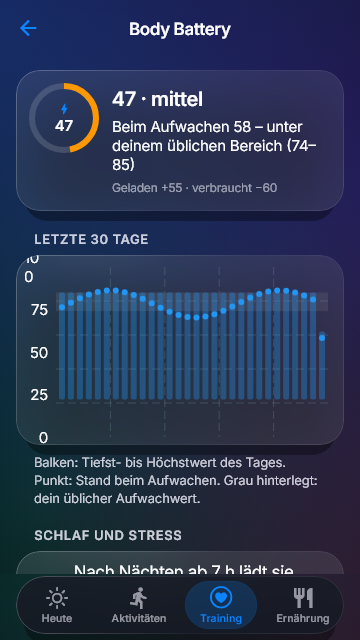 Body Battery
47
47 · mittel
Beim Aufwachen 58 – unter
deinem üblichen Bereich (74–
85)
Geladen +55 · verbraucht −60
LETZTE 30 TAGE
10
0
75
50
25
0
Balken: Tiefst- bis Höchstwert des Tages.
Punkt: Stand beim Aufwachen. Grau hinterlegt:
dein üblicher Aufwachwert.
SCHLAF UND STRESS
Nach Nächten ab 7 h lädt sie
Heute
Aktivitäten
Training
Ernährung